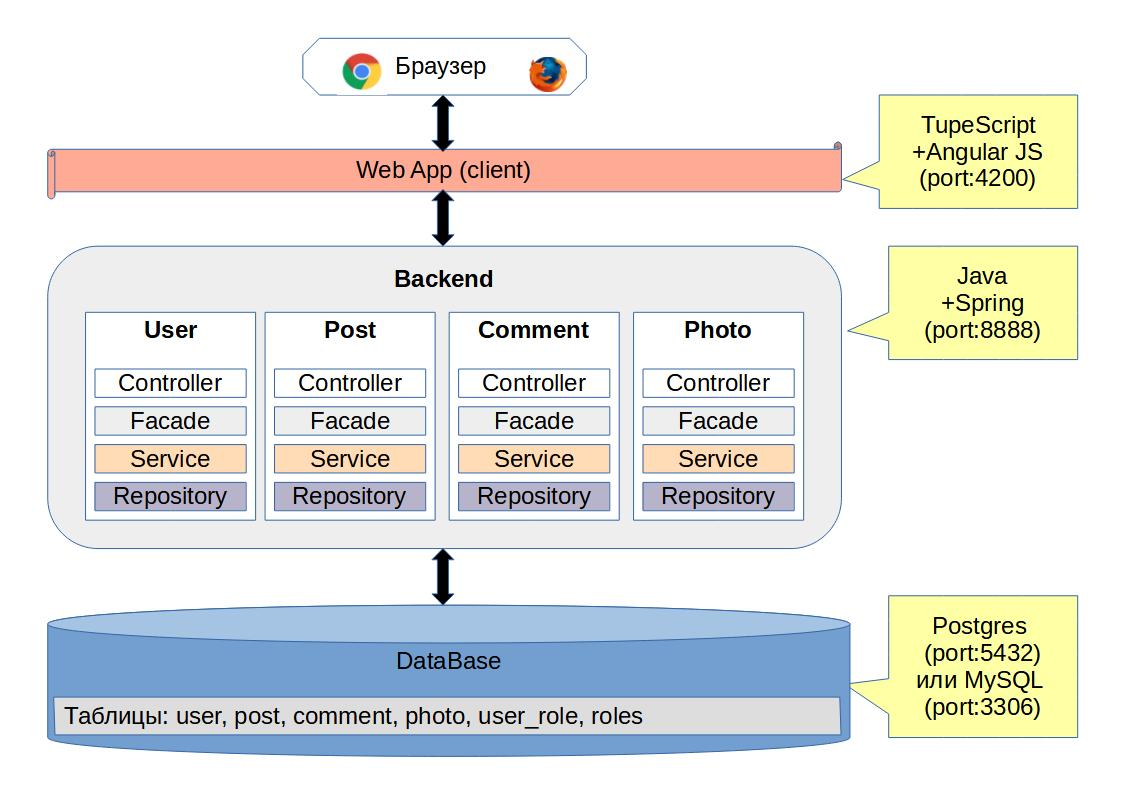 Браузер
Web App (client)
TupeScript
+Angular JS
(port:4200)
Backend
Java
+Spring
(port:8888)
User
Controller
Facade
Service
Repository
Post
Controller
Facade
Service
Repository
Comment
Controller
Facade
Service
Repository
Photo
Controller
Facade
Service
Repository
DataBase
Таблицы: user, post, comment, photo, user_role, roles
Postgres
(port:5432)
или MySQL
(port:3306)